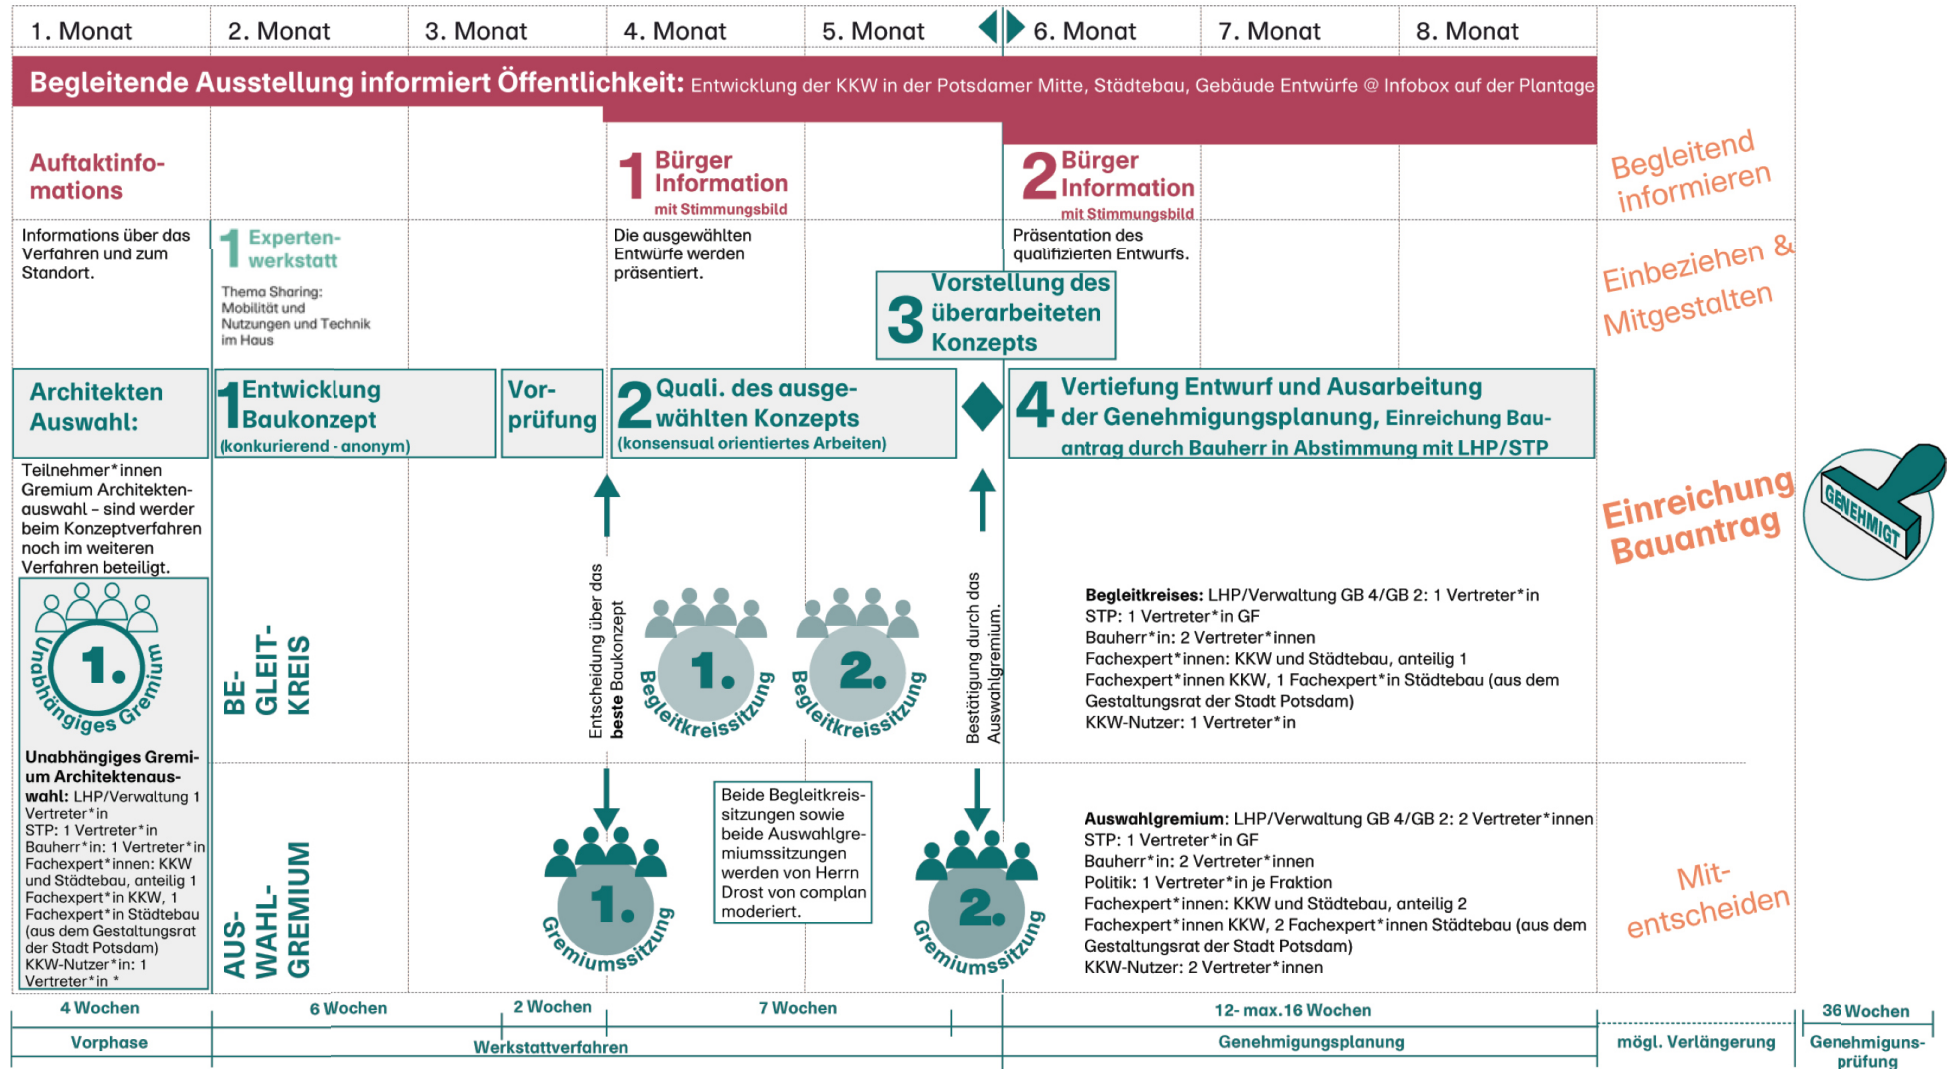 1. Monat
2. Monat
3. Monat
4. Monat
5. Monat
6. Monat
7. Monat
8. Monat
Begleitende Ausstellung informiert Öffentlichkeit: Entwicklung der KKW in der Potsdamer Mitte, Städtebau, Gebäude Entwürfe @ Infobox auf der Plantage
Auftaktinfo-
mations
1 Bürger
Information
mit Stimmungsbild
2 Bürger
Information
mit Stimmungsbild
Begleitend
informieren
Informations über das
Verfahren und zum
Standort.
1 Experten-
werkstatt
Thema Sharing:
Mobilität und
Nutzungen und Technik
im Haus
Die ausgewählten
Entwürfe werden
präsentiert.
Präsentation des
qualifizierten Entwurfs.
3 Vorstellung des
überarbeiteten
Konzepts
Einbeziehen &
Mitgestalten
Architekten
Auswahl:
1 Entwicklung
Baukonzept
(konkurierend - anonym)
Vor-
prüfung
2 Quali. des ausge-
wählten Konzepts
(konsensual orientiertes Arbeiten)
4 Vertiefung Entwurf und Ausarbeitung
der Genehmigungsplanung, Einreichung Bau-
antrag durch Bauherr in Abstimmung mit LHP/STP
Teilnehmer*innen
Gremium Architekten-
auswahl – sind werder
beim Konzeptverfahren
noch im weiteren
Verfahren beteiligt.
1.
Unabhängiges Gremium
Unabhängiges Gremi-
um Architektenaus-
wahl: LHP/Verwaltung 1
Vertreter*in
STP: 1 Vertreter*in
Bauherr*in: 1 Vertreter*in
Fachexpert*innen: KKW
und Städtebau, anteilig 1
Fachexpert*in KKW, 1
Fachexpert*in Städtebau
(aus dem Gestaltungsrat
der Stadt Potsdam)
KKW-Nutzer*in: 1
Vertreter*in *
BE-
GLEIT-
KREIS
Entscheidung über das
beste Baukonzept
1.
Begleitkreissitzung
2.
Begleitkreissitzung
Bestätigung durch das
Auswahlgremium.
Begleitkreises: LHP/Verwaltung GB 4/GB 2: 1 Vertreter*in
STP: 1 Vertreter*in GF
Bauherr*in: 2 Vertreter*innen
Fachexpert*innen: KKW und Städtebau, anteilig 1
Fachexpert*innen KKW, 1 Fachexpert*in Städtebau (aus dem
Gestaltungsrat der Stadt Potsdam)
KKW-Nutzer: 1 Vertreter*in
Einreichung
Bauantrag
GENEHMIGT
AUS-
WAHL-
GREMIUM
1.
Gremiumssitzung
Beide Begleitkreis-
sitzungen sowie
beide Auswahlgre-
miumssitzungen
werden von Herrn
Drost von complan
moderiert.
2.
Gremiumssitzung
Auswahlgremium: LHP/Verwaltung GB 4/GB 2: 2 Vertreter*innen
STP: 1 Vertreter*in GF
Bauherr*in: 2 Vertreter*innen
Politik: 1 Vertreter*in je Fraktion
Fachexpert*innen: KKW und Städtebau, anteilig 2
Fachexpert*innen KKW, 2 Fachexpert*innen Städtebau (aus dem
Gestaltungsrat der Stadt Potsdam)
KKW-Nutzer: 2 Vertreter*innen
Mit-
entscheiden
4 Wochen
6 Wochen
2 Wochen
7 Wochen
12- max.16 Wochen
36 Wochen
Vorphase
Werkstattverfahren
Genehmigungsplanung
mögl. Verlängerung
Genehmiguns-
prüfung